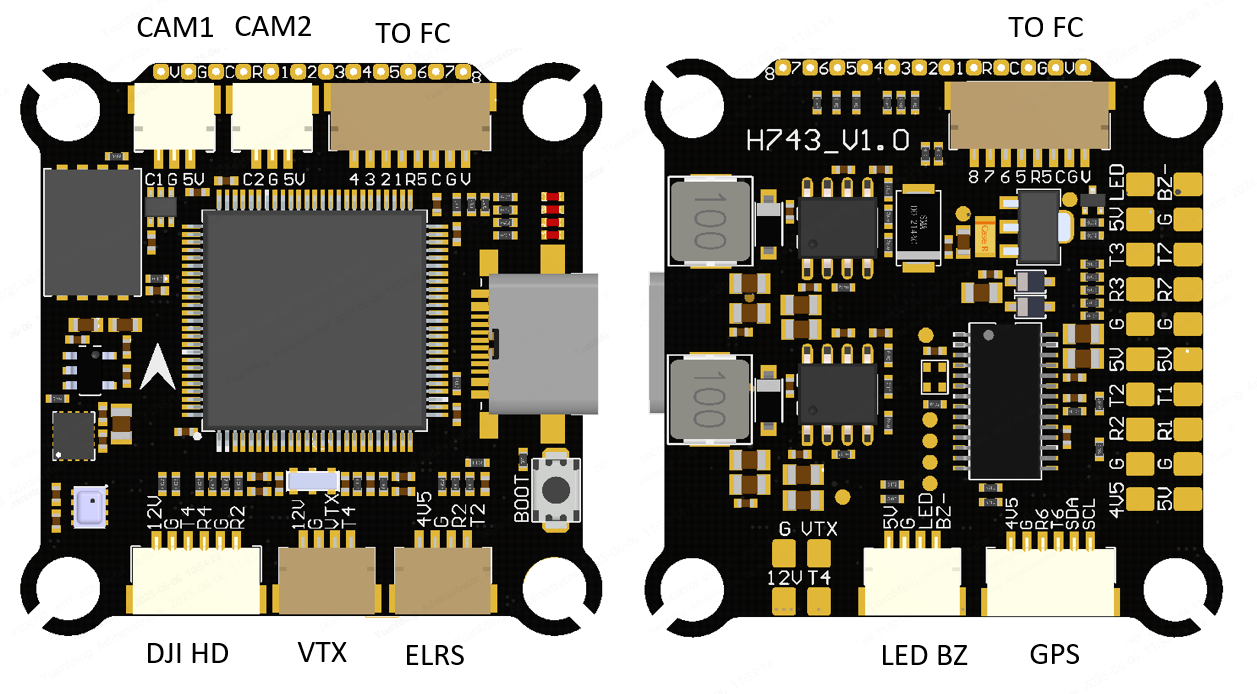 CAM1 CAM2 TO FC
V G C R 1 2 3 4 5 6 7 8
C1 G 5V C2 G 5V 4 3 2 1 R5 C G V
BOOT
12V G T4 R4 G R2 12V G VTX T4 4V5 G R2 T2
DJI HD VTX ELRS
TO FC
8 7 6 5 4 3 2 1 R C G V
H743_V1.0
8 7 6 5 R5 C G V
LED BZ-
5V G
T3 T7
R3 R7
G G
5V 5V
T2 T1
R2 R1
G G
4V5 5V
100
100
Case R
G VTX
12V T4
5V G LED BZ- 4V5 G R6 T6 SDA SCL
LED BZ GPS